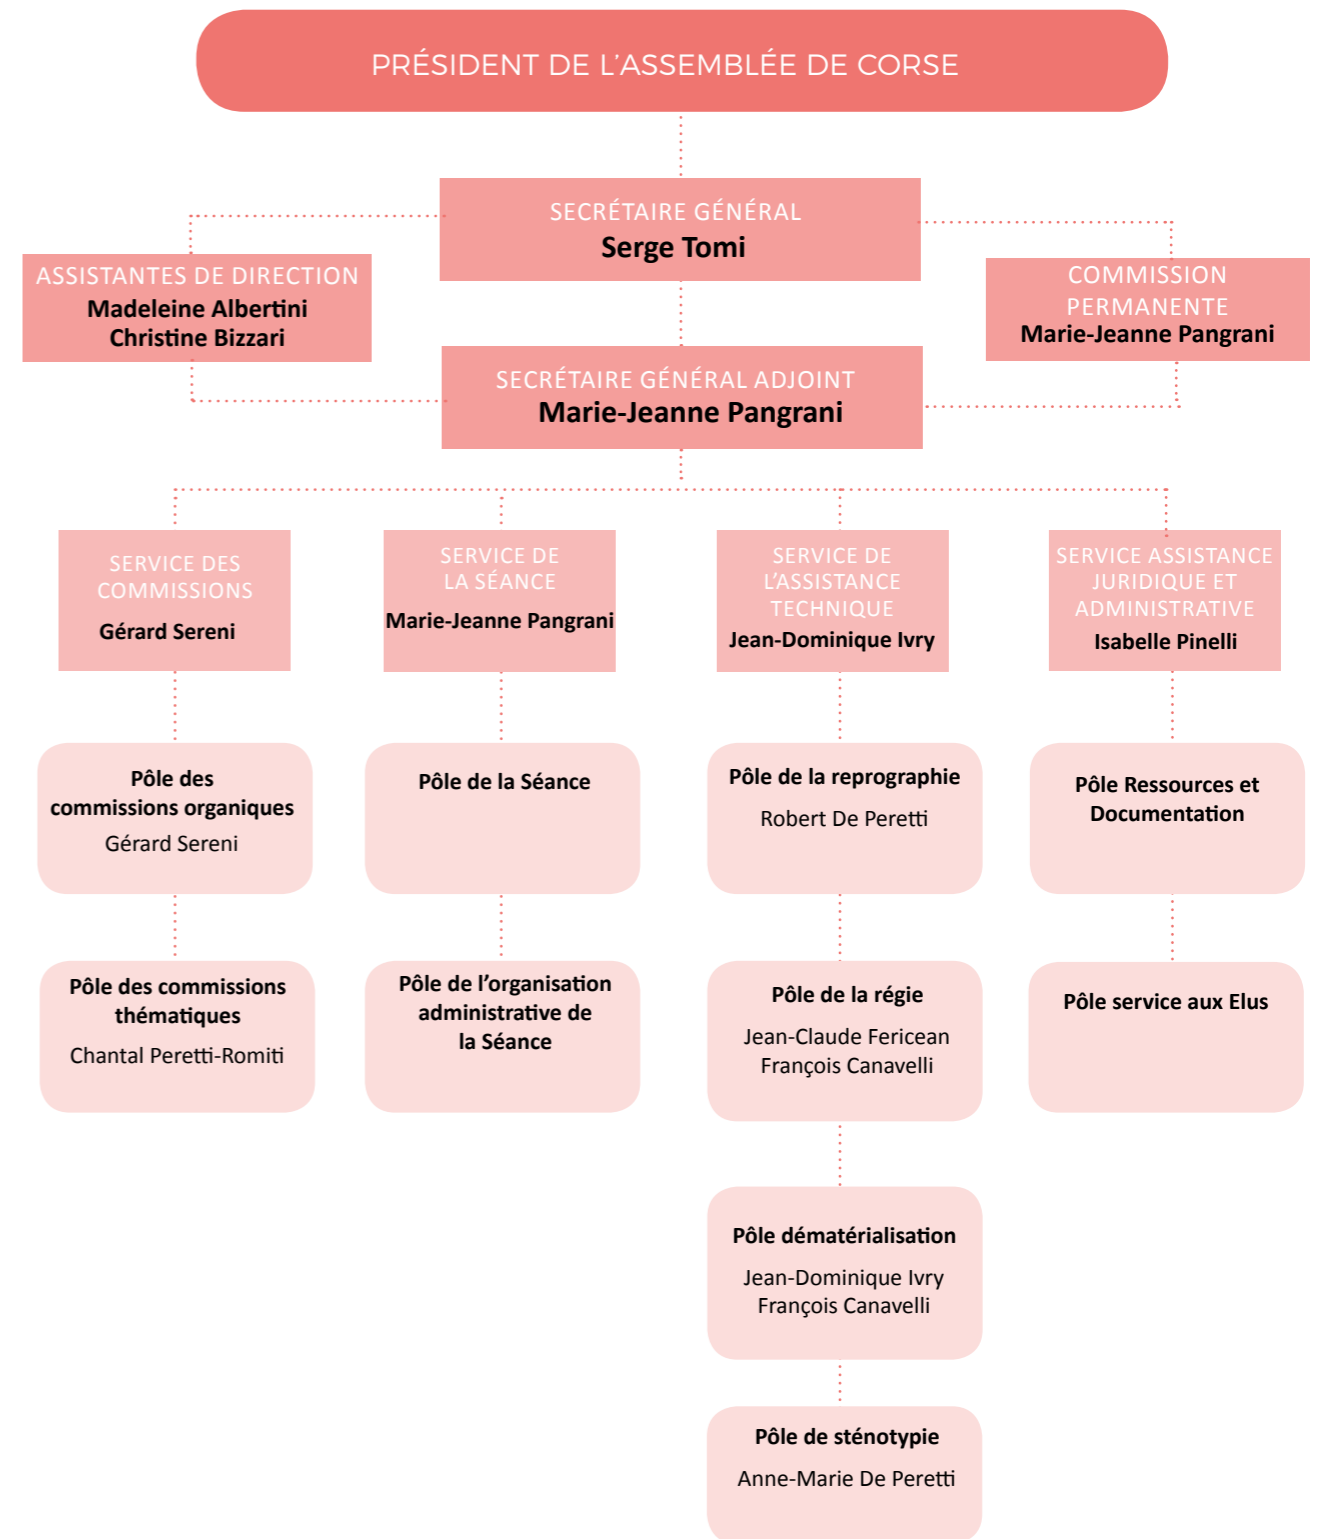 PRÉSIDENT DE L'ASSEMBLÉE DE CORSE
SECRÉTAIRE GÉNÉRAL
Serge Tomi
ASSISTANTES DE DIRECTION
Madeleine Albertini
Christine Bizzari
COMMISSION
PERMANENTE
Marie-Jeanne Pangrani
SECRÉTAIRE GÉNÉRAL ADJOINT
Marie-Jeanne Pangrani
SERVICE DES
COMMISSIONS
Gérard Sereni
SERVICE DE
LA SÉANCE
Marie-Jeanne Pangrani
SERVICE DE
L'ASSISTANCE
TECHNIQUE
Jean-Dominique Ivry
SERVICE ASSISTANCE
JURIDIQUE ET
ADMINISTRATIVE
Isabelle Pinelli
Pôle des
commissions organiques
Gérard Sereni
Pôle de la Séance
Pôle de la reprographie
Robert De Peretti
Pôle Ressources et
Documentation
Pôle des commissions
thématiques
Chantal Peretti-Romiti
Pôle de l'organisation
administrative de
la Séance
Pôle de la régie
Jean-Claude Fericean
François Canavelli
Pôle service aux Elus
Pôle dématérialisation
Jean-Dominique Ivry
François Canavelli
Pôle de sténotypie
Anne-Marie De Peretti